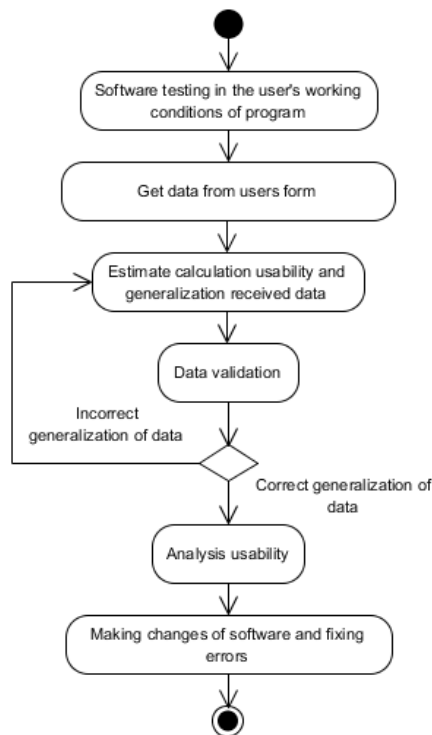 Software testing in the user's working
conditions of program
Get data from users form
Estimate calculation usability and
generalization received data
Data validation
Incorrect
generalization of data
Correct generalization of
data
Analysis usability
Making changes of software and fixing
errors